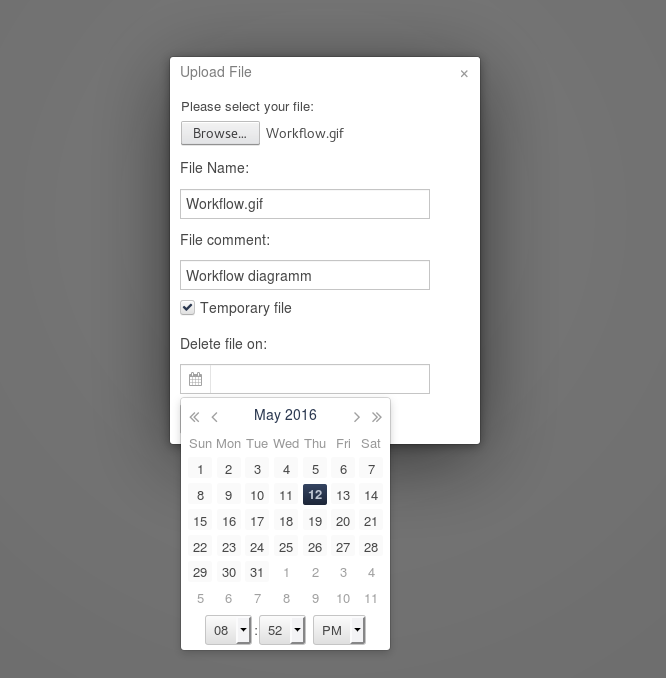 Upload File ×
Please select your file:
Browse... Workflow.gif
File Name:
Workflow.gif
File comment:
Workflow diagramm
Temporary file
Delete file on:
« ‹ May 2016 › »
Sun Mon Tue Wed Thu Fri Sat
1 2 3 4 5 6 7
8 9 10 11 12 13 14
15 16 17 18 19 20 21
22 23 24 25 26 27 28
29 30 31 1 2 3 4
5 6 7 8 9 10 11
08 : 52 PM